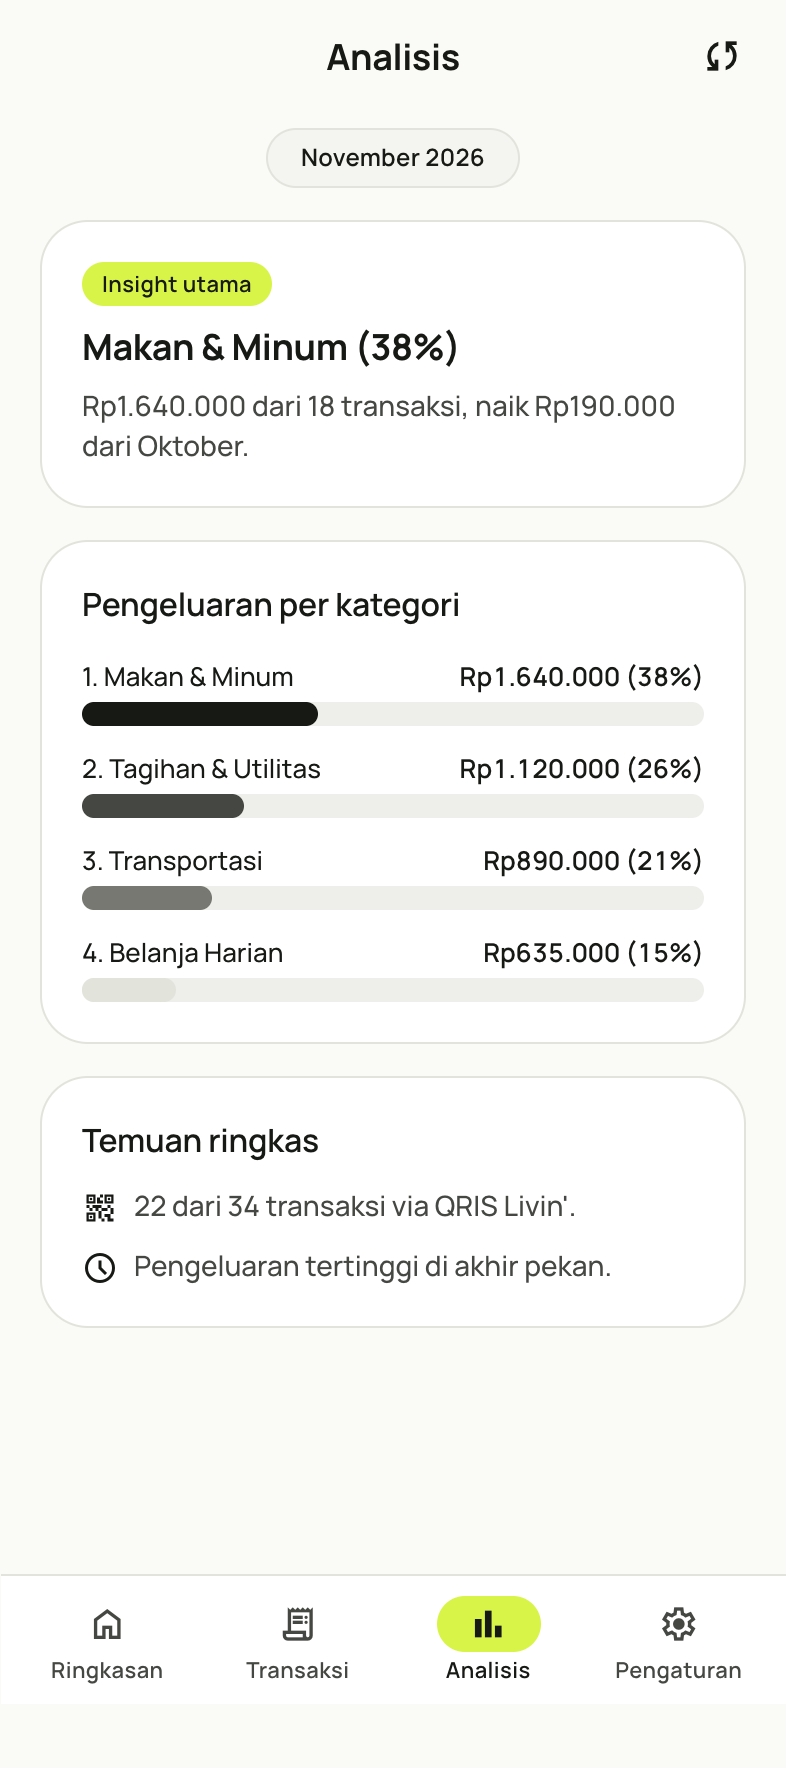 Analisis
November 2026
Insight utama
Makan & Minum (38%)
Rp1.640.000 dari 18 transaksi, naik Rp190.000
dari Oktober.
Pengeluaran per kategori
1. Makan & Minum Rp1.640.000 (38%)
2. Tagihan & Utilitas Rp1.120.000 (26%)
3. Transportasi Rp890.000 (21%)
4. Belanja Harian Rp635.000 (15%)
Temuan ringkas
22 dari 34 transaksi via QRIS Livin'.
Pengeluaran tertinggi di akhir pekan.
Ringkasan Transaksi Analisis Pengaturan